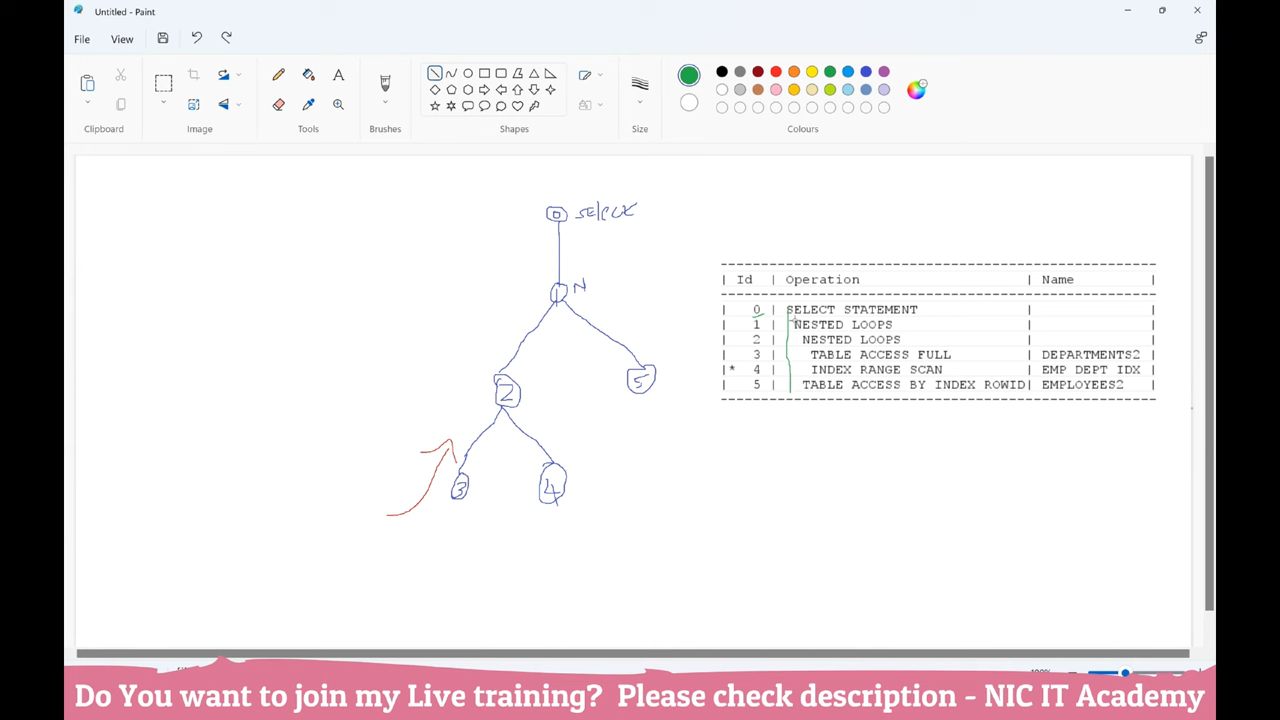 Untitled - Paint
File View
Clipboard Image Tools Brushes Shapes Size Colours
0 SELECT
1 N
2 5
3 4
--------------------------------------------------------
| Id | Operation | Name |
--------------------------------------------------------
| 0 | SELECT STATEMENT | |
| 1 | NESTED LOOPS | |
| 2 | NESTED LOOPS | |
| 3 | TABLE ACCESS FULL | DEPARTMENTS2 |
| * 4 | INDEX RANGE SCAN | EMP DEPT IDX |
| 5 | TABLE ACCESS BY INDEX ROWID| EMPLOYEES2 |
--------------------------------------------------------
Do You want to join my Live training? Please check description - NIC IT Academy